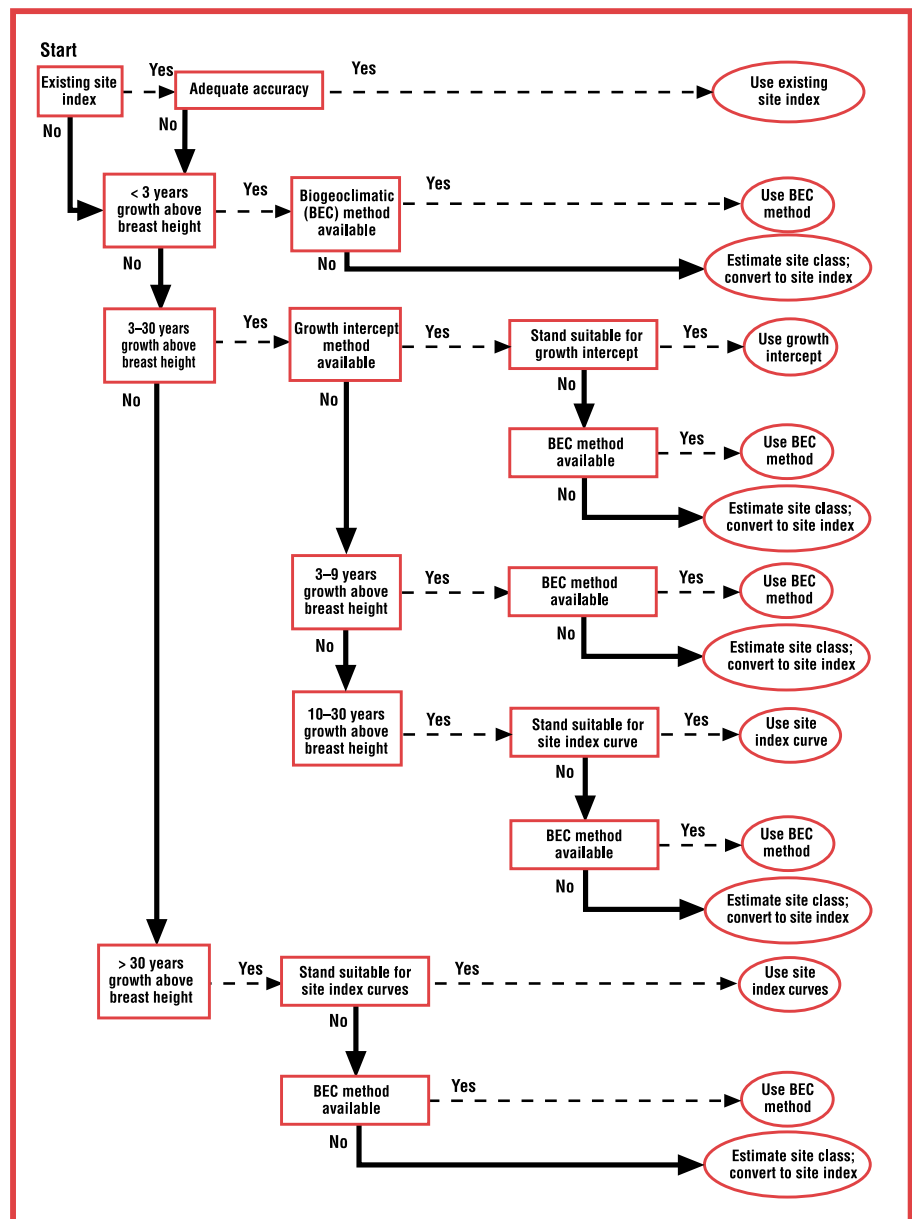 Start
Existing site
index
Yes
Adequate accuracy
Yes
Use existing
site index
No
No
< 3 years
growth above
breast height
Yes
Biogeoclimatic
(BEC) method
available
Yes
Use BEC
method
No
No
Estimate site class;
convert to site index
3–30 years
growth above
breast height
Yes
Growth intercept
method
available
Yes
Stand suitable for
growth intercept
Yes
Use growth
intercept
No
No
No
BEC method
available
Yes
Use BEC
method
No
Estimate site class;
convert to site index
3–9 years
growth above
breast height
Yes
BEC method
available
Yes
Use BEC
method
No
No
Estimate site class;
convert to site index
10–30 years
growth above
breast height
Yes
Stand suitable for
site index curve
Yes
Use site
index curve
No
BEC method
available
Yes
Use BEC
method
No
Estimate site class;
convert to site index
> 30 years
growth above
breast height
Yes
Stand suitable for
site index curves
Yes
Use site
index curves
No
BEC method
available
Yes
Use BEC
method
No
Estimate site class;
convert to site index